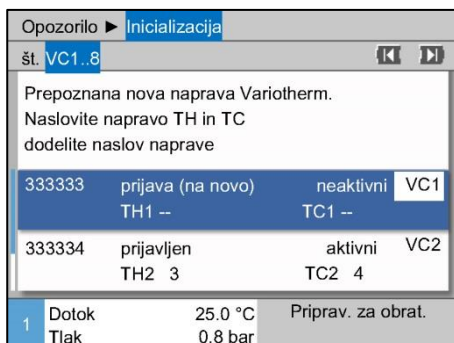 Opozorilo ► Inicializacija
št. VC1..8
Prepoznana nova naprava Variotherm.
Naslovite napravo TH in TC
dodelite naslov naprave
333333 prijava (na novo) neaktivni VC1
TH1 -- TC1 --
333334 prijavljen aktivni VC2
TH2 3 TC2 4
1 Dotok 25.0 °C Priprav. za obrat.
Tlak 0.8 bar